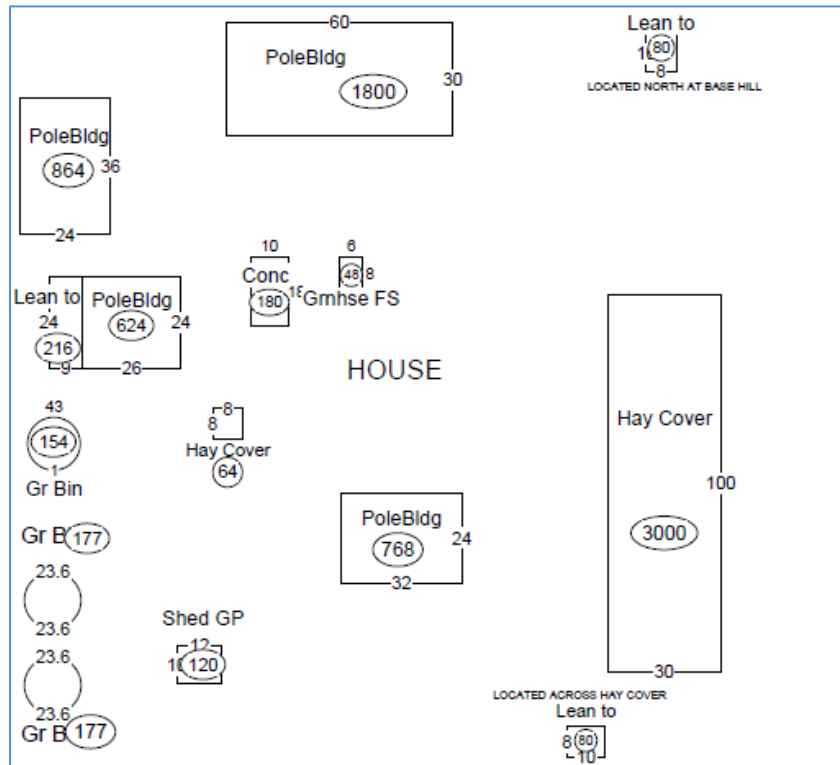 60
PoleBldg
1800
30
Lean to
80
8
LOCATED NORTH AT BASE HILL
PoleBldg
864
36
24
10
Conc
180
6
48
8
Grnhse FS
Lean to
24
216
9
PoleBldg
624
24
26
HOUSE
43
154
1
Gr Bin
8
8
Hay Cover
64
Hay Cover
100
3000
30
PoleBldg
768
24
32
Gr B
177
23.6
23.6
23.6
23.6
Gr B
177
Shed GP
12
120
LOCATED ACROSS HAY COVER
Lean to
8
80
10